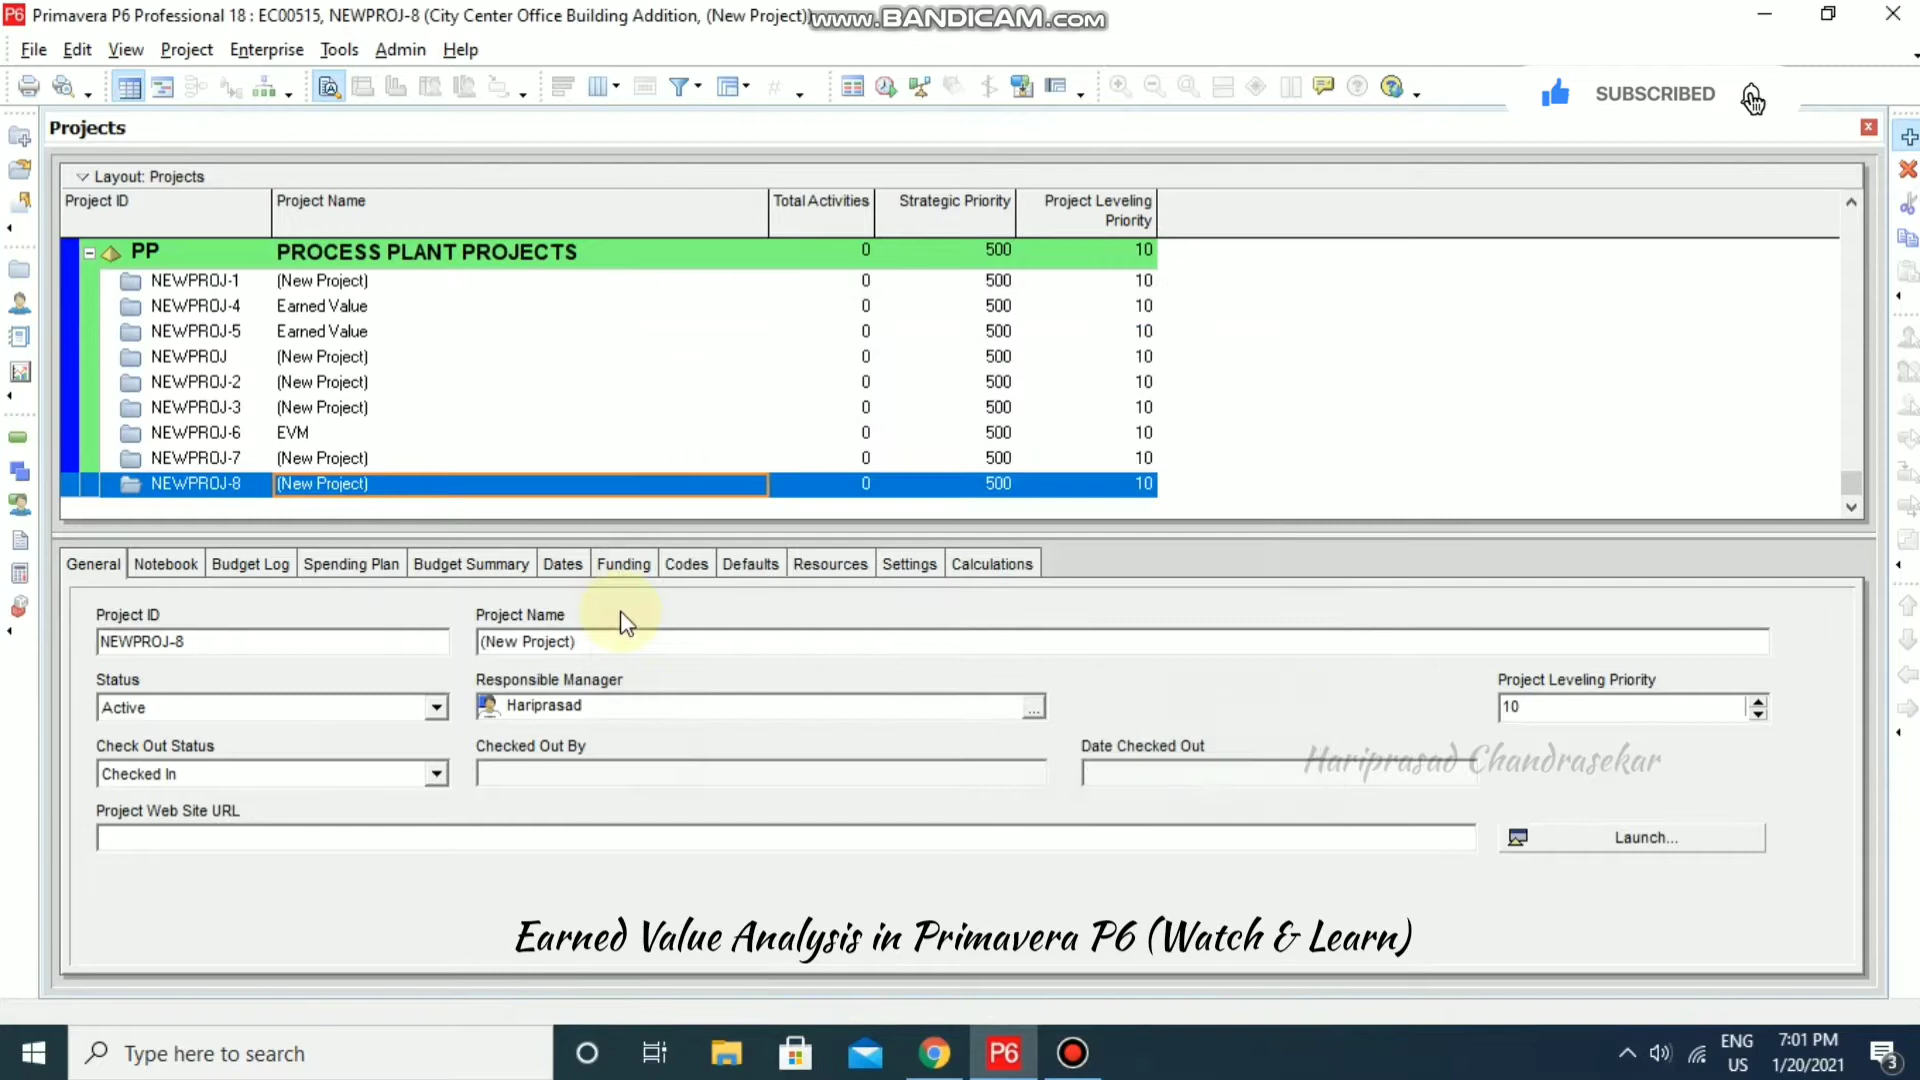 P6 Primavera P6 Professional 18 : EC00515, NEWPROJ-8 (City Center Office Building Addition, (New Project))
www.BANDICAM.com
File Edit View Project Enterprise Tools Admin Help
SUBSCRIBED
Projects
Layout: Projects
Project ID Project Name Total Activities Strategic Priority Project Leveling
Priority
PP PROCESS PLANT PROJECTS 0 500 10
NEWPROJ-1 (New Project) 0 500 10
NEWPROJ-4 Earned Value 0 500 10
NEWPROJ-5 Earned Value 0 500 10
NEWPROJ (New Project) 0 500 10
NEWPROJ-2 (New Project) 0 500 10
NEWPROJ-3 (New Project) 0 500 10
NEWPROJ-6 EVM 0 500 10
NEWPROJ-7 (New Project) 0 500 10
NEWPROJ-8 (New Project) 0 500 10
General Notebook Budget Log Spending Plan Budget Summary Dates Funding Codes Defaults Resources Settings Calculations
Project ID Project Name
NEWPROJ-8 (New Project)
Status Responsible Manager Project Leveling Priority
Active Hariprasad ... 10
Check Out Status Checked Out By Date Checked Out
Hariprasad Chandrasekar
Checked In
Project Web Site URL
Launch...
Earned Value Analysis in Primavera P6 (Watch & Learn)
Type here to search
P6
ENG
US
7:01 PM
1/20/2021
3